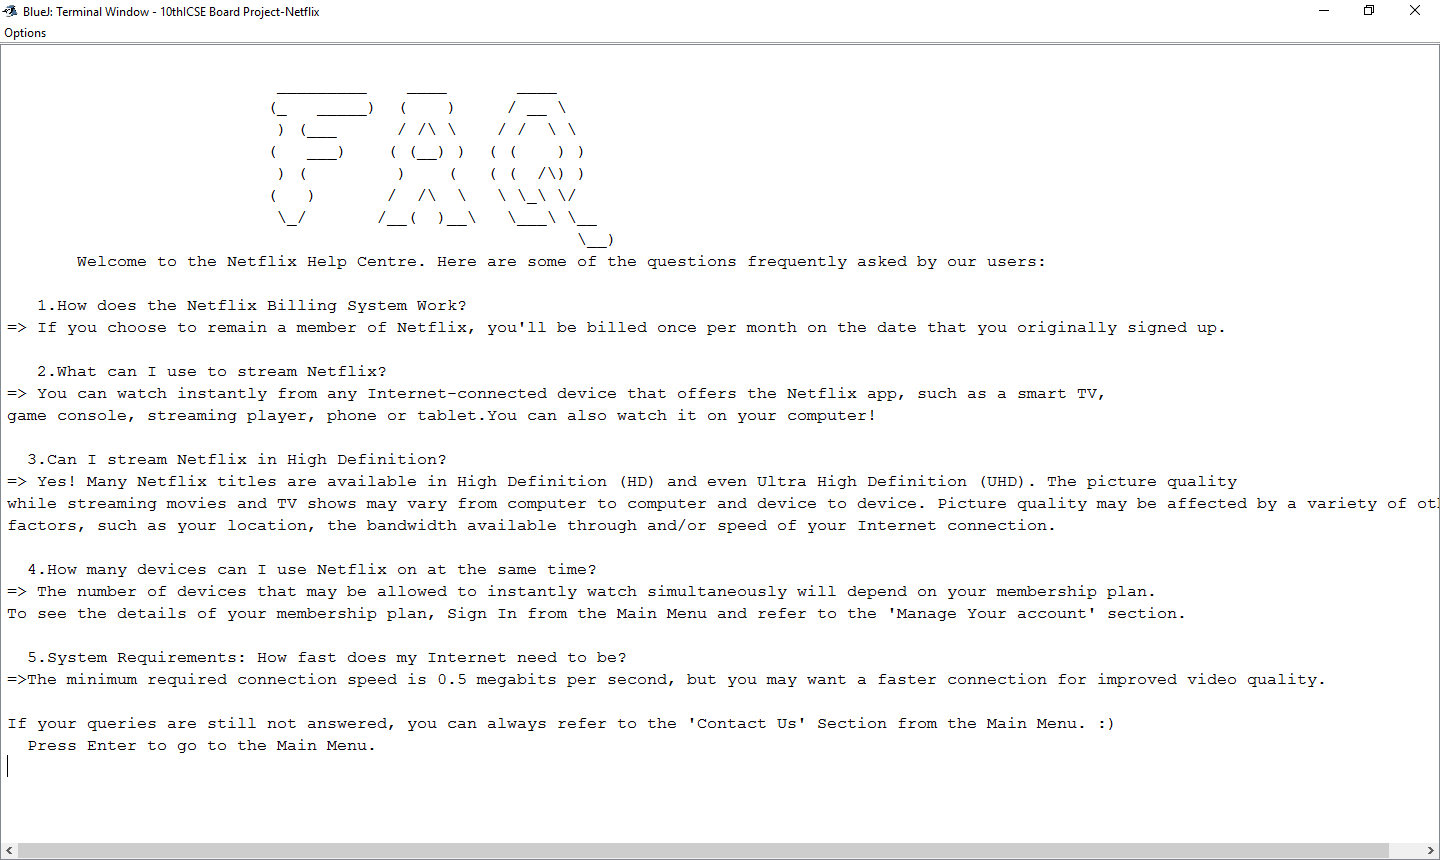 BlueJ: Terminal Window - 10thICSE Board Project-Netflix
Options
FAQ
Welcome to the Netflix Help Centre. Here are some of the questions frequently asked by our users:
1.How does the Netflix Billing System Work?
=> If you choose to remain a member of Netflix, you'll be billed once per month on the date that you originally signed up.
2.What can I use to stream Netflix?
=> You can watch instantly from any Internet-connected device that offers the Netflix app, such as a smart TV,
game console, streaming player, phone or tablet.You can also watch it on your computer!
3.Can I stream Netflix in High Definition?
=> Yes! Many Netflix titles are available in High Definition (HD) and even Ultra High Definition (UHD). The picture quality
while streaming movies and TV shows may vary from computer to computer and device to device. Picture quality may be affected by a variety of
factors, such as your location, the bandwidth available through and/or speed of your Internet connection.
4.How many devices can I use Netflix on at the same time?
=> The number of devices that may be allowed to instantly watch simultaneously will depend on your membership plan.
To see the details of your membership plan, Sign In from the Main Menu and refer to the 'Manage Your account' section.
5.System Requirements: How fast does my Internet need to be?
=>The minimum required connection speed is 0.5 megabits per second, but you may want a faster connection for improved video quality.
If your queries are still not answered, you can always refer to the 'Contact Us' Section from the Main Menu. :)
Press Enter to go to the Main Menu.